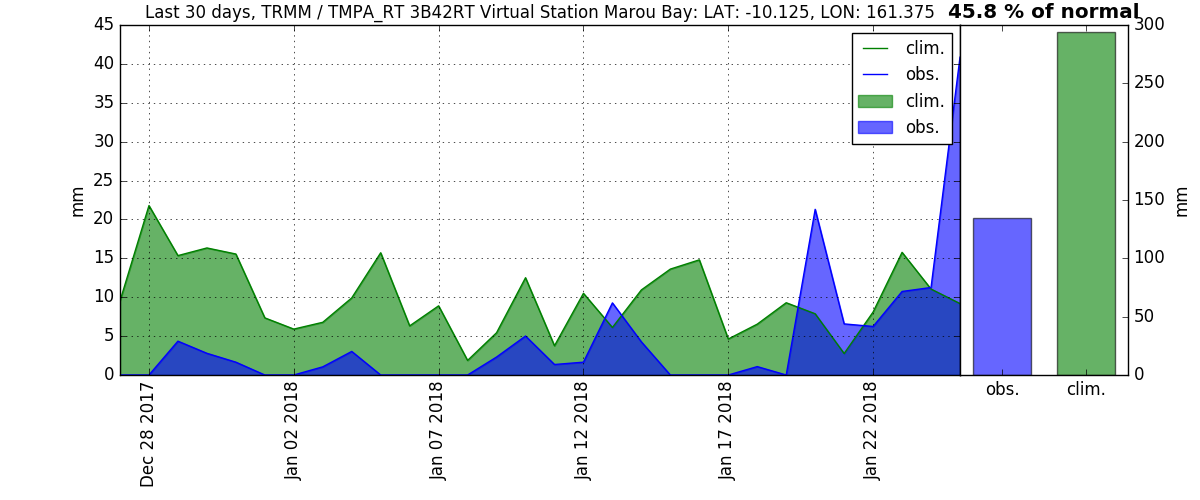 Last 30 days, TRMM / TMPA_RT 3B42RT Virtual Station Marou Bay: LAT: -10.125, LON: 161.375
45.8 % of normal
45
40
35
30
25
20
15
10
5
0
mm
clim.
obs.
clim.
obs.
Dec 28 2017
Jan 02 2018
Jan 07 2018
Jan 12 2018
Jan 17 2018
Jan 22 2018
300
250
200
150
100
50
0
mm
obs.
clim.